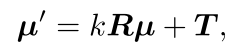 μ′ = kRμ + T,